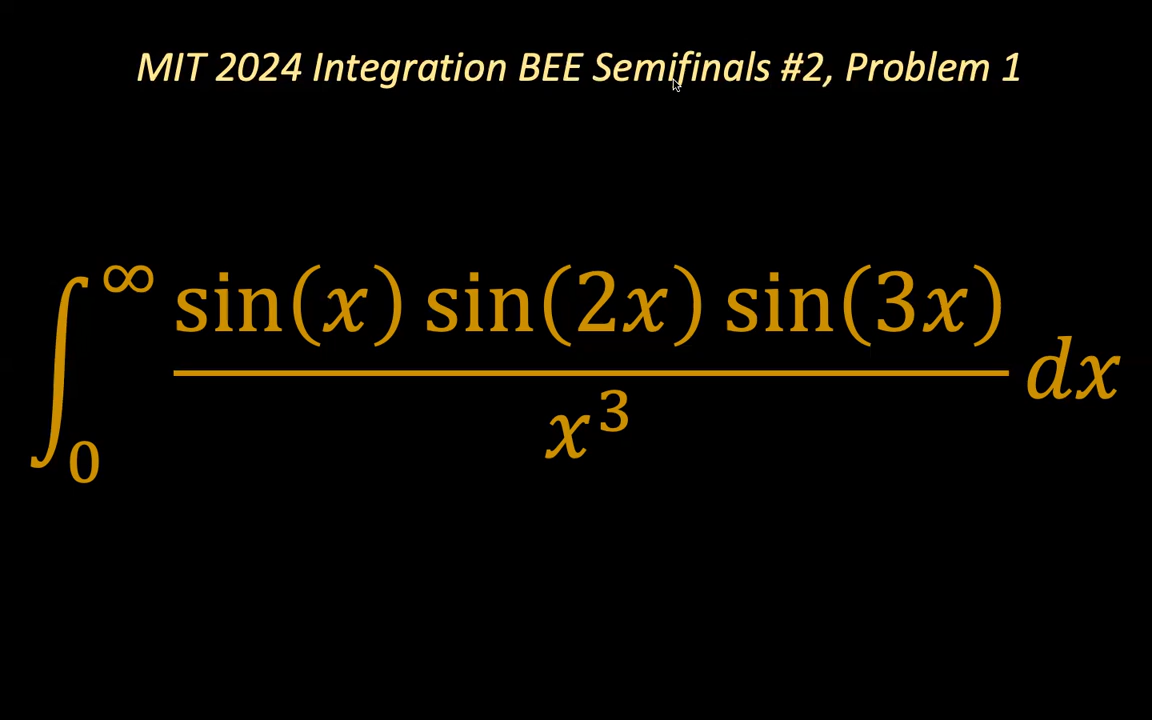 MIT 2024 Integration BEE Semifinals #2, Problem 1
∫₀^∞ sin(x) sin(2x) sin(3x) / x³ dx